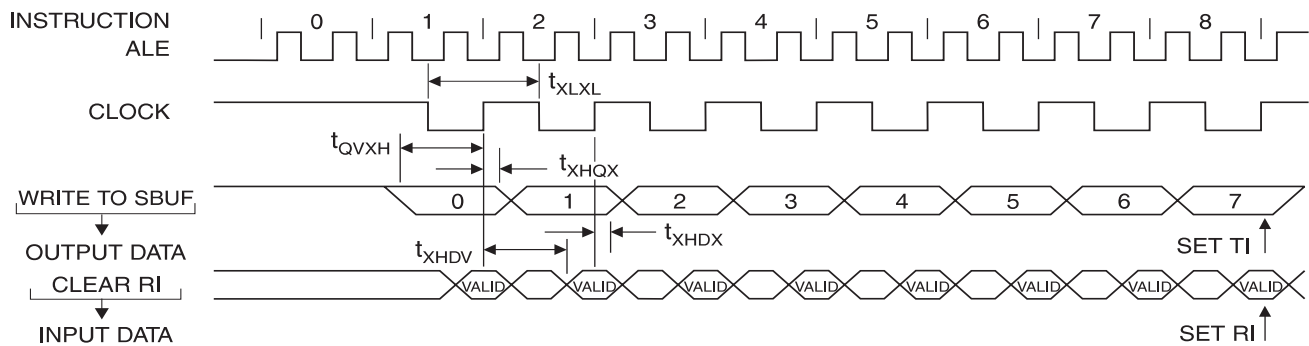 INSTRUCTION 0 1 2 3 4 5 6 7 8
ALE
tXLXL
CLOCK
tQVXH
tXHQX
WRITE TO SBUF 0 1 2 3 4 5 6 7
tXHDV tXHDX SET TI
OUTPUT DATA
CLEAR RI VALID VALID VALID VALID VALID VALID VALID VALID
INPUT DATA SET RI